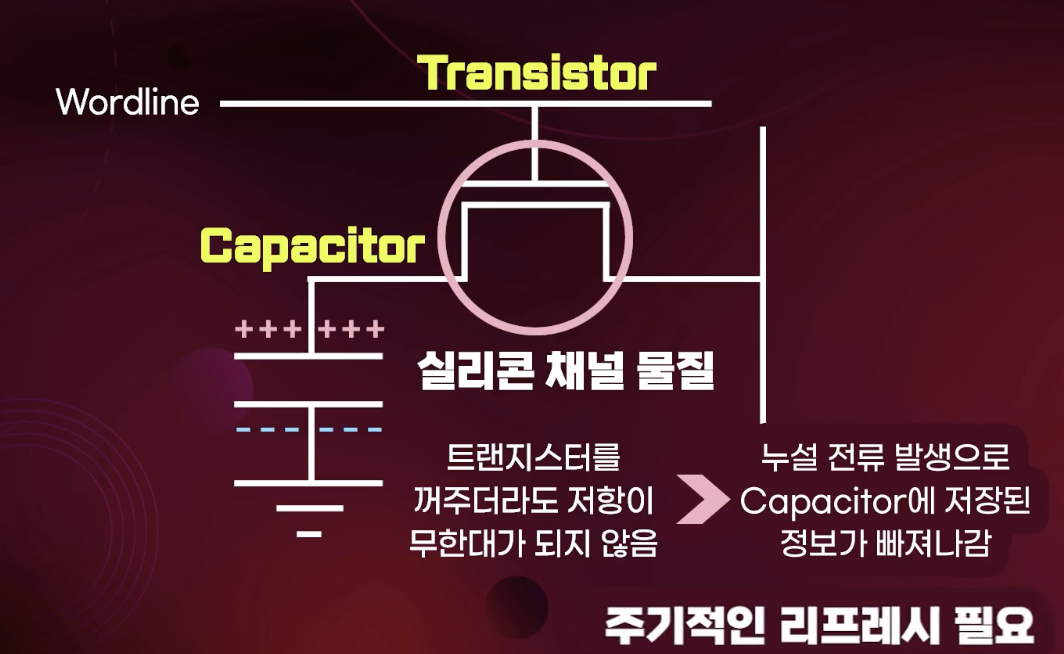 Transistor
Wordline
Capacitor
+++ +++
실리콘 채널 물질
트랜지스터를
꺼주더라도 저항이
무한대가 되지 않음
누설 전류 발생으로
Capacitor에 저장된
정보가 빠져나감
주기적인 리프레시 필요